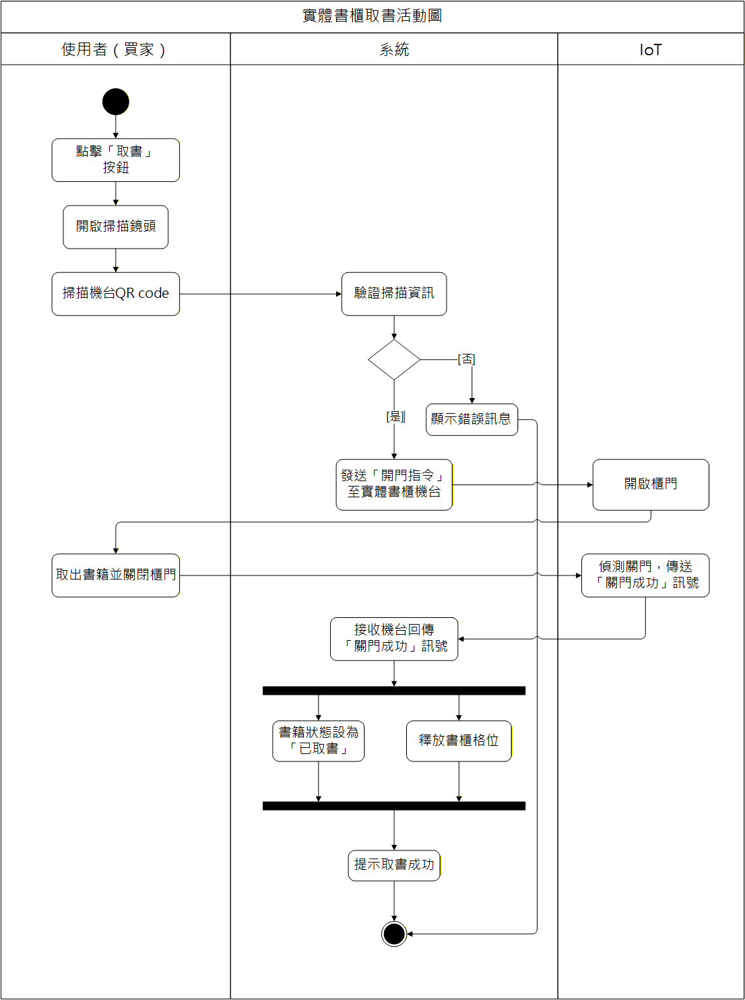 實體書櫃取書活動圖
使用者（買家）
系統
IoT
點擊「取書」
按鈕
開啟掃描鏡頭
掃描機台QR code
驗證掃描資訊
[否]
[是]
顯示錯誤訊息
發送「開門指令」
至實體書櫃機台
開啟櫃門
取出書籍並關閉櫃門
偵測關門，傳送
「關門成功」訊號
接收機台回傳
「關門成功」訊號
書籍狀態設為
「已取書」
釋放書櫃格位
提示取書成功